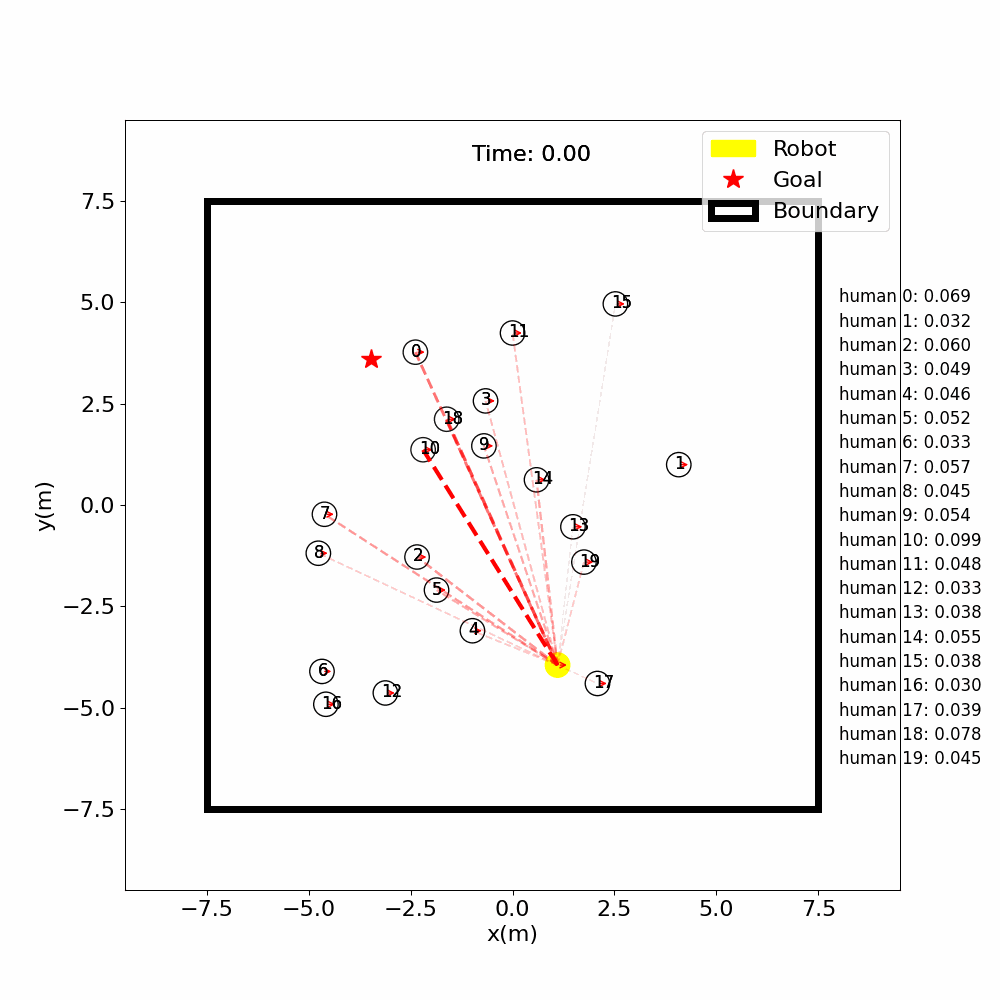 Time: 0.00
Robot
Goal
Boundary
7.5
5.0
2.5
0.0
−2.5
−5.0
−7.5
y(m)
15
11
0
3
18
9
10
14
1
7
13
8
2
19
5
4
6
17
12
16
human 0: 0.069
human 1: 0.032
human 2: 0.060
human 3: 0.049
human 4: 0.046
human 5: 0.052
human 6: 0.033
human 7: 0.057
human 8: 0.045
human 9: 0.054
human 10: 0.099
human 11: 0.048
human 12: 0.033
human 13: 0.038
human 14: 0.055
human 15: 0.038
human 16: 0.030
human 17: 0.039
human 18: 0.078
human 19: 0.045
−7.5 −5.0 −2.5 0.0 2.5 5.0 7.5
x(m)